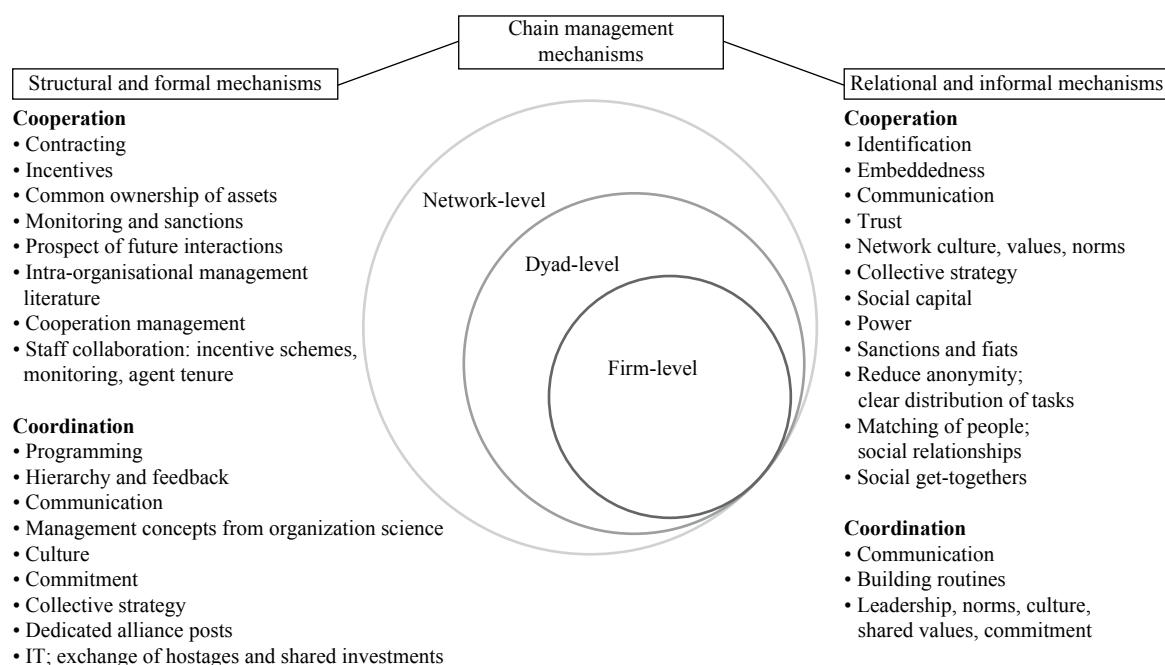 Chain management
mechanisms
Structural and formal mechanisms
Cooperation
• Contracting
• Incentives
• Common ownership of assets
• Monitoring and sanctions
• Prospect of future interactions
• Intra-organisational management
literature
• Cooperation management
• Staff collaboration: incentive schemes,
monitoring, agent tenure
Coordination
• Programming
• Hierarchy and feedback
• Communication
• Management concepts from organization science
• Culture
• Commitment
• Collective strategy
• Dedicated alliance posts
• IT; exchange of hostages and shared investments
Network-level
Dyad-level
Firm-level
Relational and informal mechanisms
Cooperation
• Identification
• Embeddedness
• Communication
• Trust
• Network culture, values, norms
• Collective strategy
• Social capital
• Power
• Sanctions and fiats
• Reduce anonymity;
clear distribution of tasks
• Matching of people;
social relationships
• Social get-togethers
Coordination
• Communication
• Building routines
• Leadership, norms, culture,
shared values, commitment